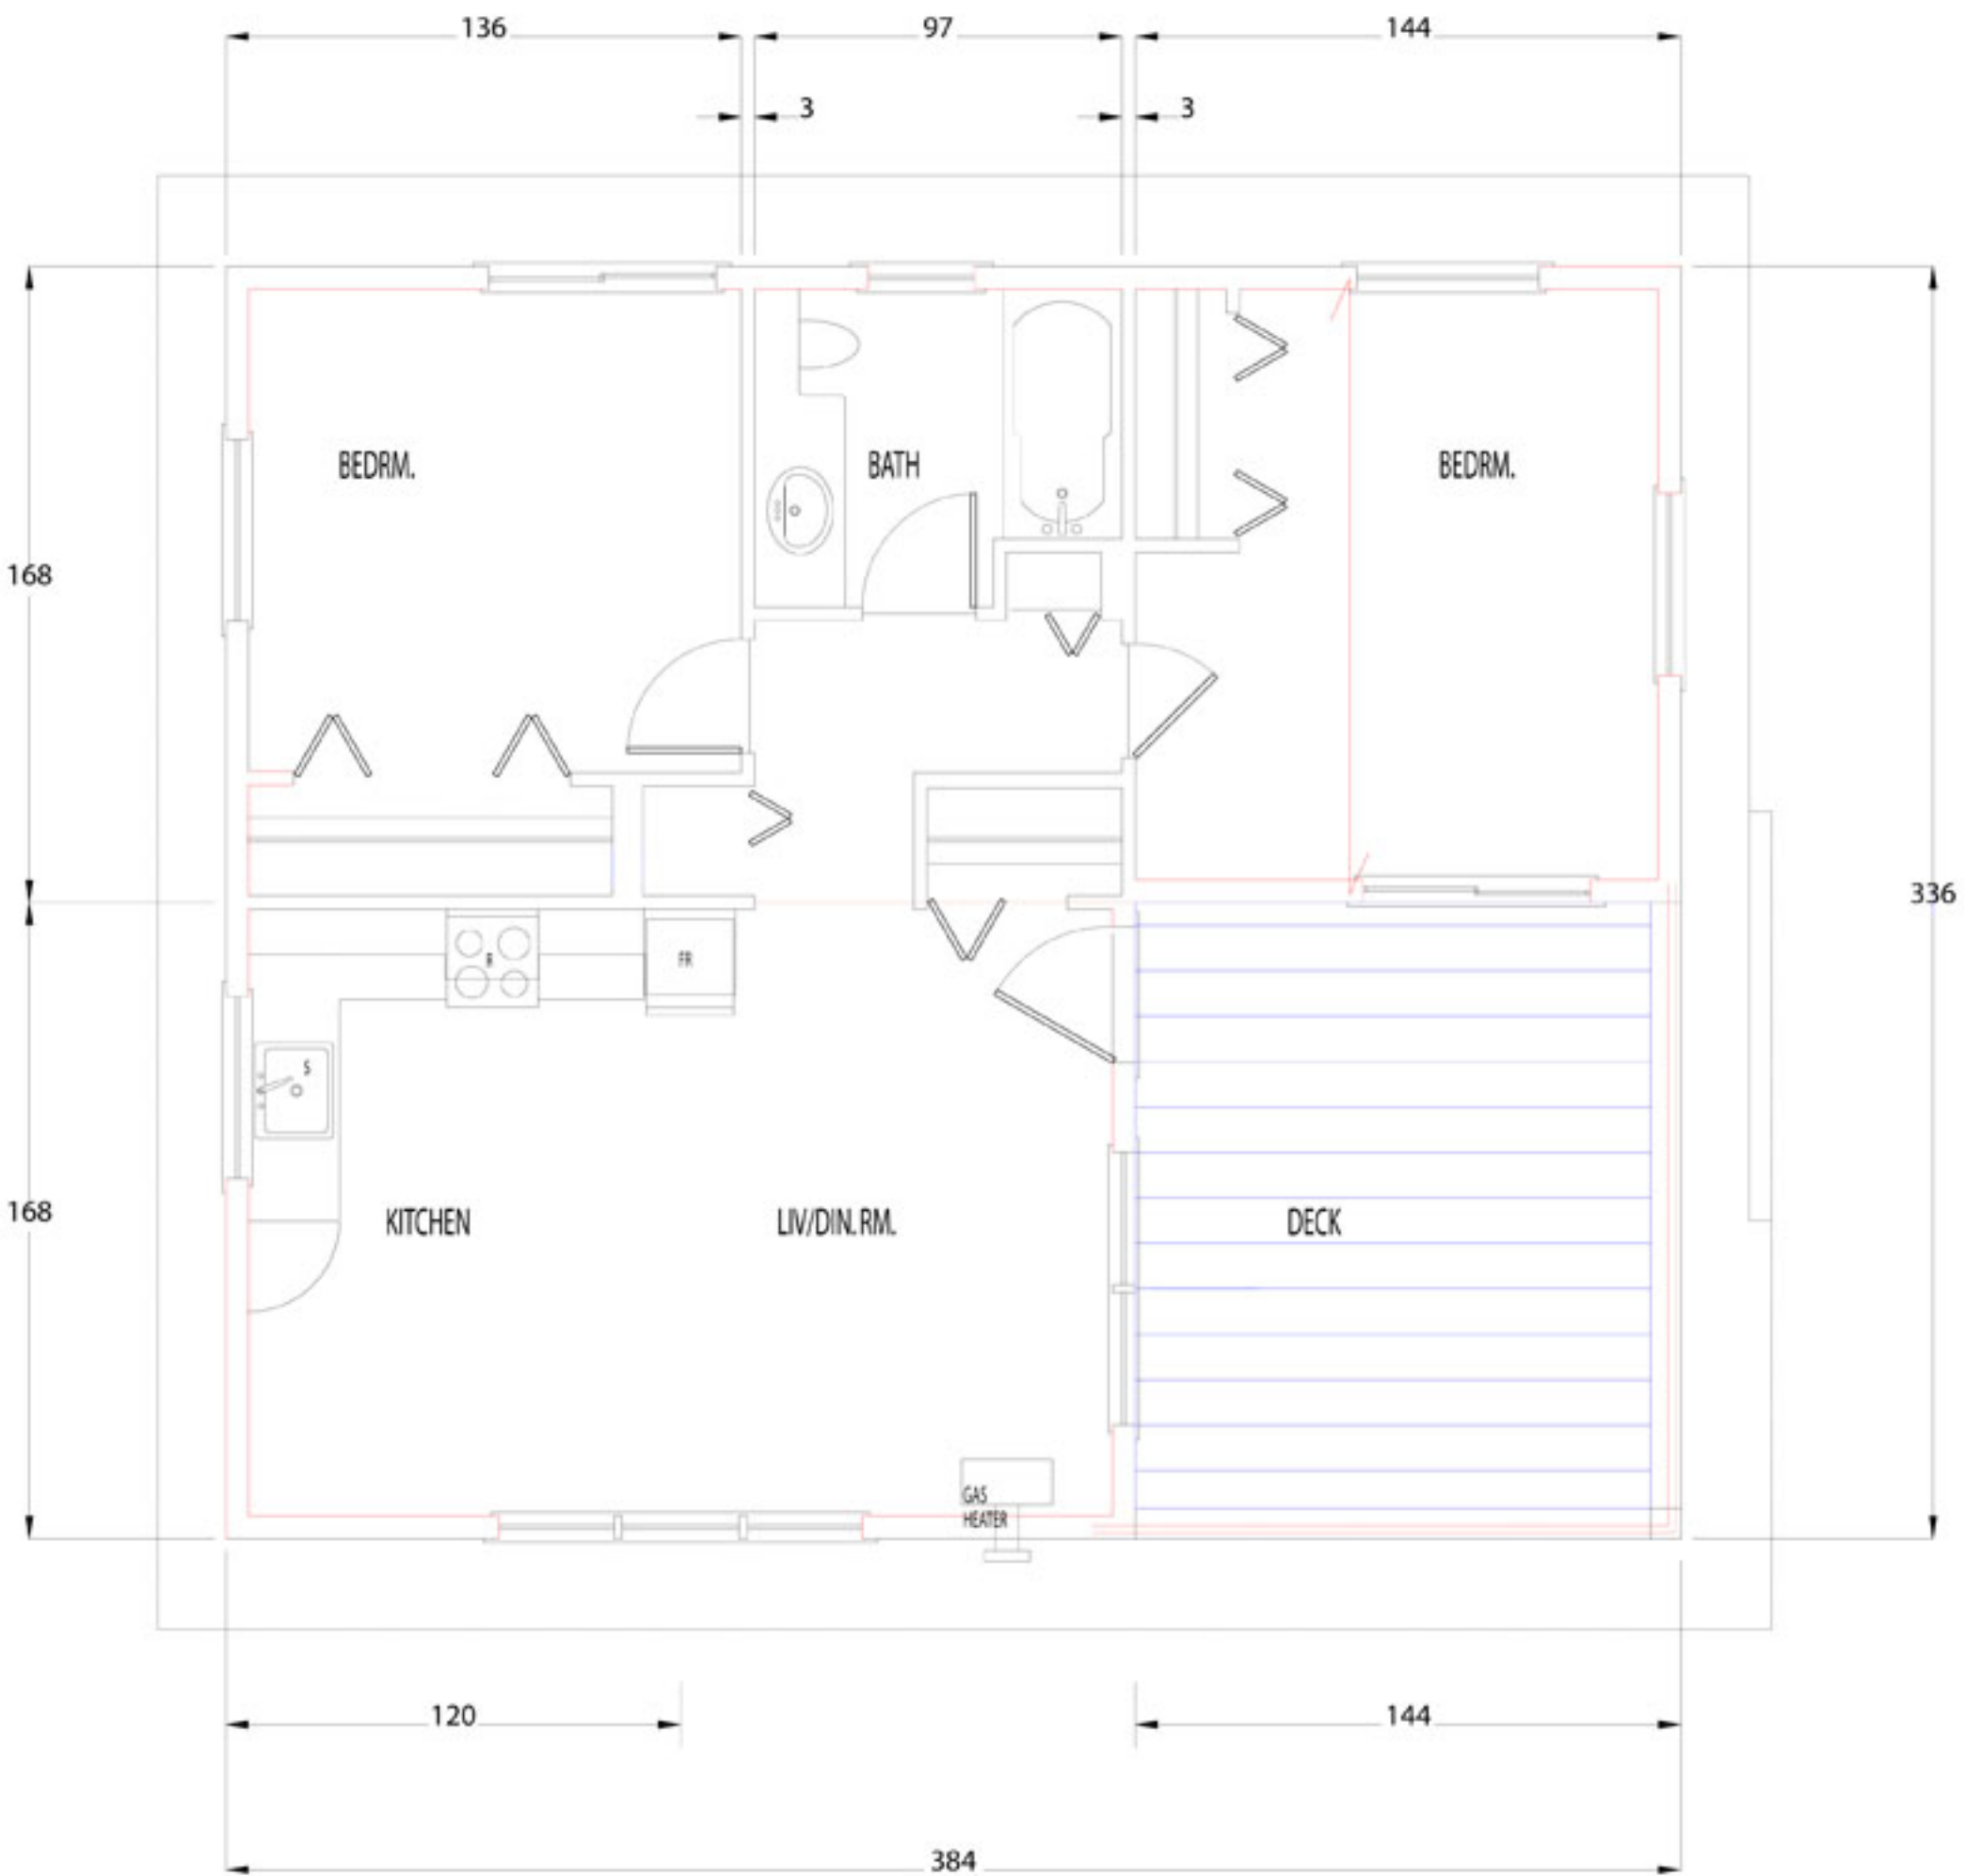 136
97
144
3
3
BEDRM.
BATH
BEDRM.
168
336
FR
S
168
KITCHEN
LIV/DIN. RM.
DECK
GAS
HEATER
120
144
384